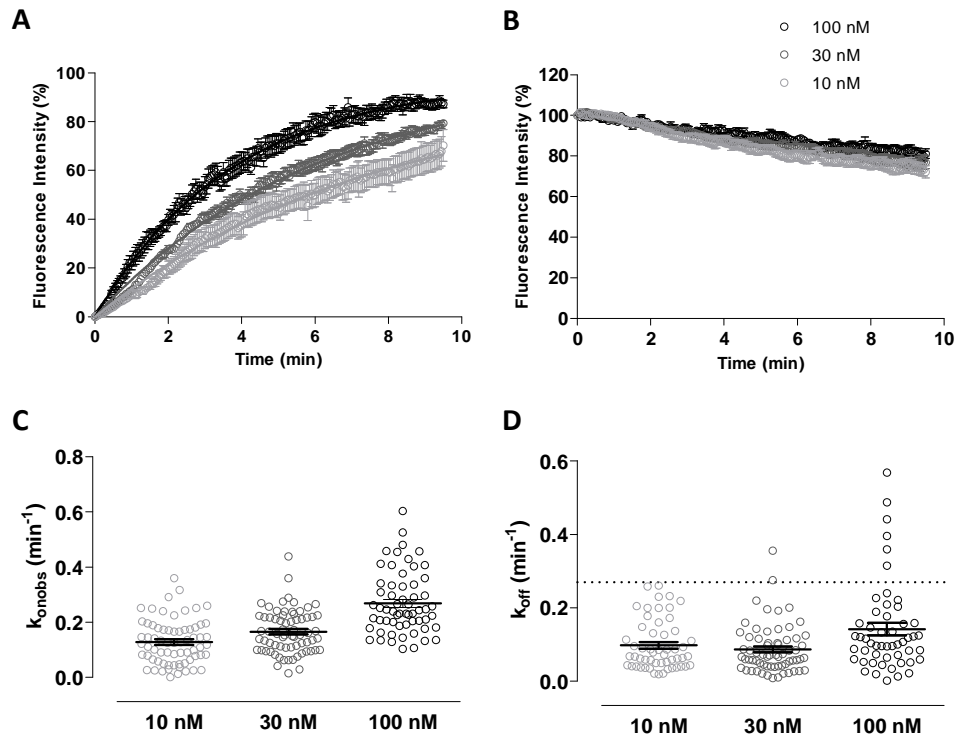 A
B
100 nM
30 nM
10 nM
Fluorescence Intensity (%)
100
80
60
40
20
0
0 2 4 6 8 10
Time (min)
Fluorescence Intensity (%)
120
100
80
60
40
20
0
0 2 4 6 8 10
Time (min)
C
D
k_onobs (min⁻¹)
0.8
0.6
0.4
0.2
0.0
10 nM 30 nM 100 nM
k_off (min⁻¹)
0.6
0.4
0.2
0.0
10 nM 30 nM 100 nM